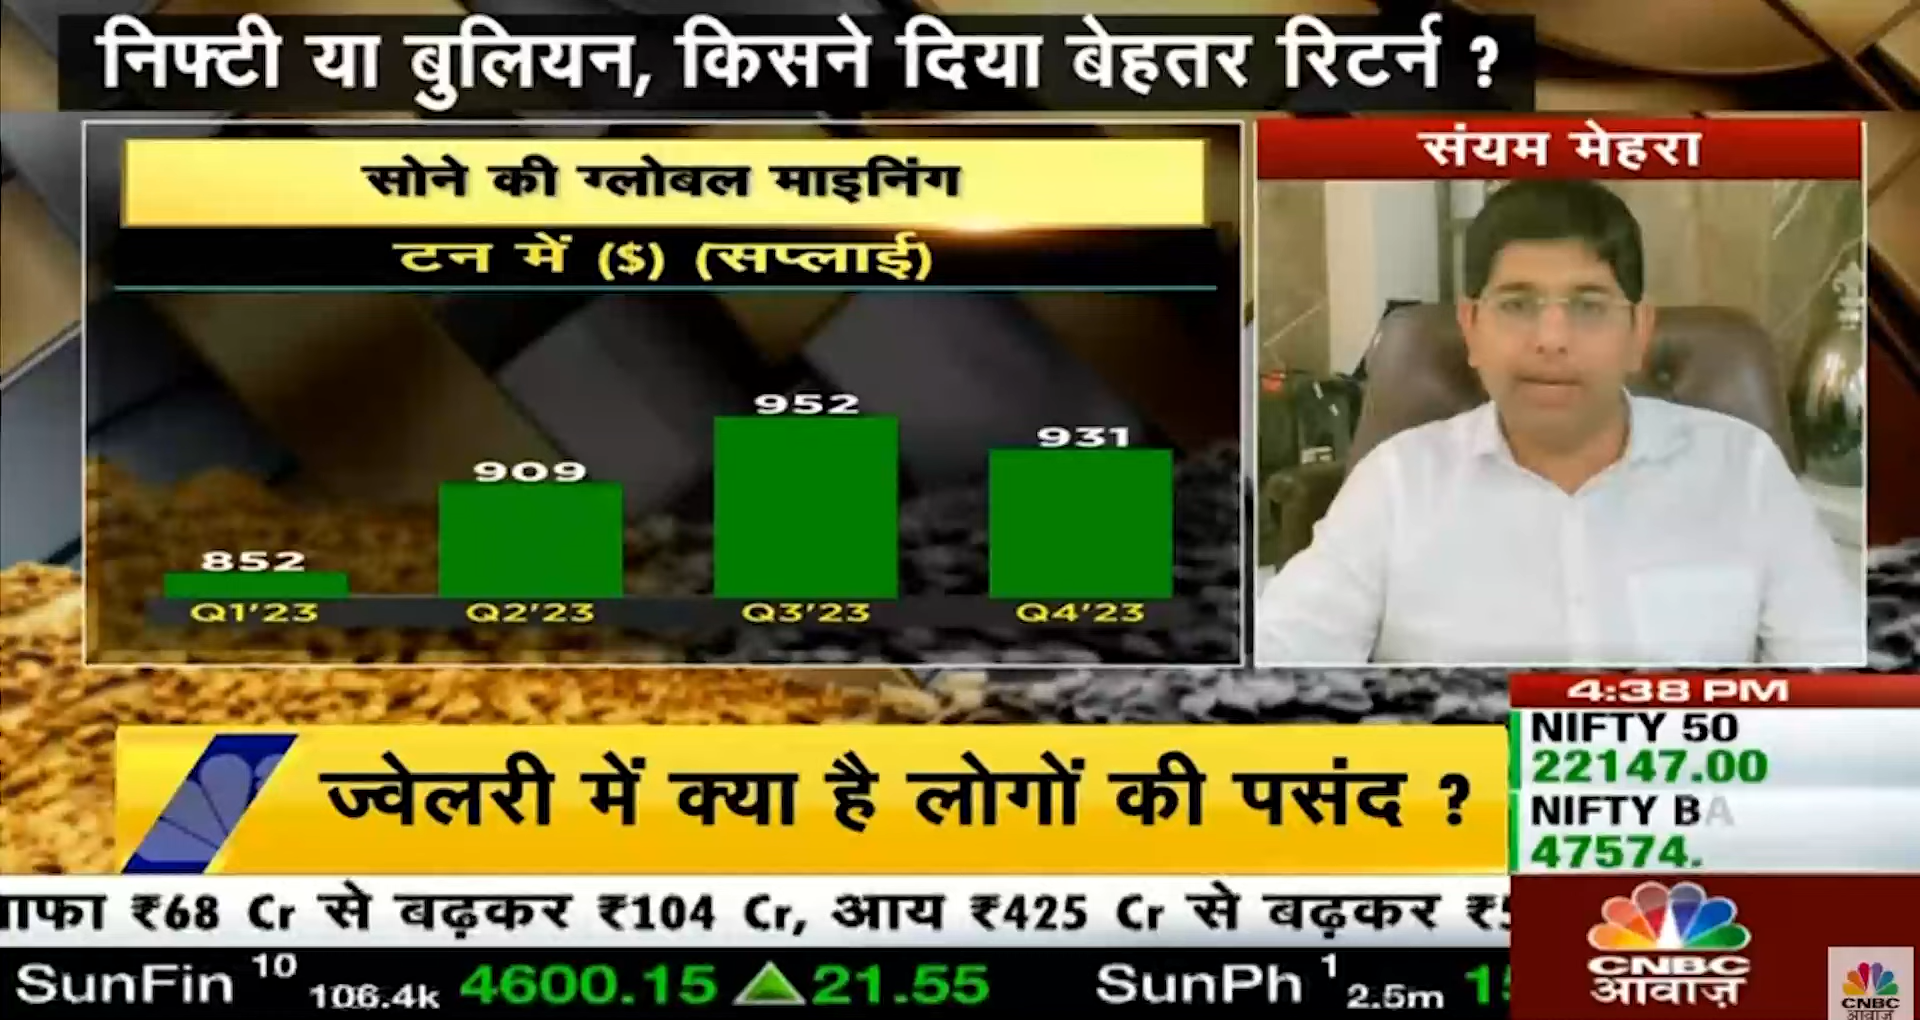 निफ्टी या बुलियन, किसने दिया बेहतर रिटर्न ?
सोने की ग्लोबल माइनिंग
टन में ($) (सप्लाई)
852
909
952
931
Q1'23
Q2'23
Q3'23
Q4'23
संयम मेहरा
4:38 PM
NIFTY 50
22147.00
NIFTY BA
47574.
ज्वेलरी में क्या है लोगों की पसंद ?
₹68 Cr से बढ़कर ₹104 Cr, आय ₹425 Cr से बढ़कर
SunFin 10 106.4k 4600.15 ▲ 21.55 SunPh 1 2.5m
CNBC
आवाज़
CNBC
आवाज़